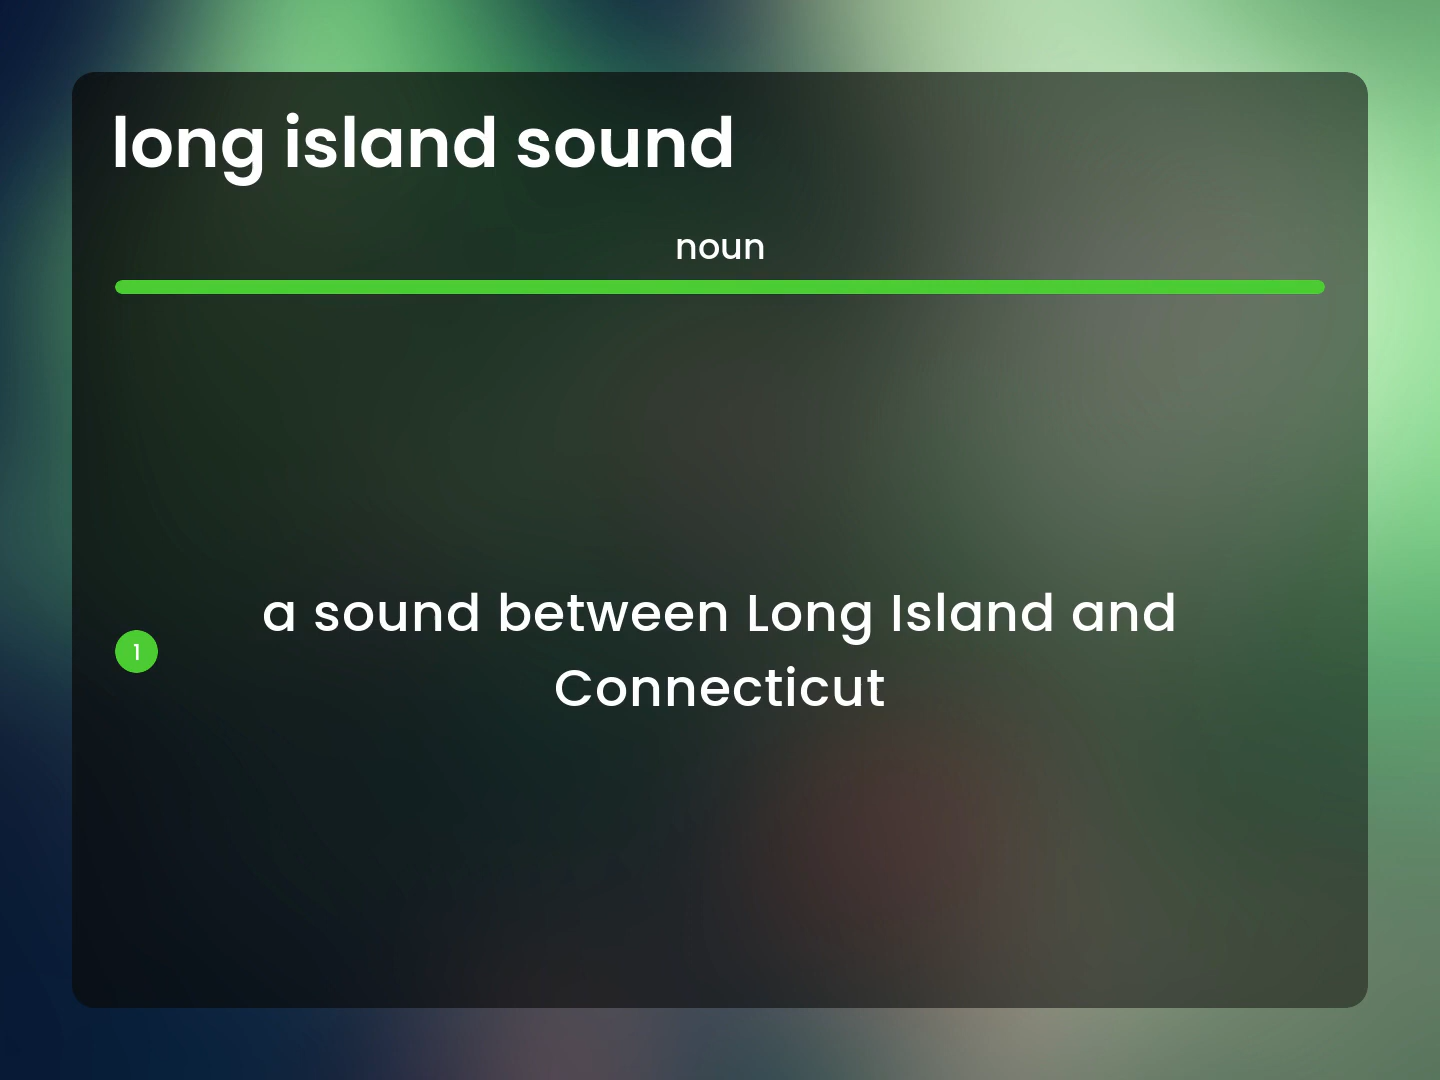 long island sound
noun
1
a sound between Long Island and
Connecticut